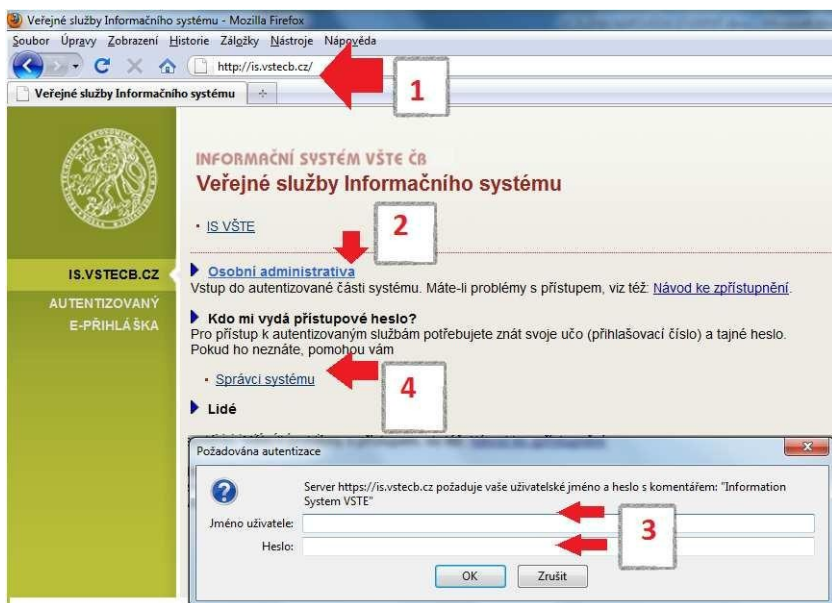 Veřejné služby Informačního systému - Mozilla Firefox
Soubor Úpravy Zobrazení Historie Záložky Nástroje Nápověda
http://is.vstecb.cz/
1
Veřejné služby Informačního systému
INFORMAČNÍ SYSTÉM VŠTE ČB
Veřejné služby Informačního systému
• IS VŠTE
2
IS.VSTECB.CZ
AUTENTIZOVANÝ
E-PŘIHLÁŠKA
Osobní administrativa
Vstup do autentizované části systému. Máte-li problémy s přístupem, viz též: Návod ke zpřístupnění.
Kdo mi vydá přístupové heslo?
Pro přístup k autentizovaným službám potřebujete znát svoje učo (přihlašovací číslo) a tajné heslo.
Pokud ho neznáte, pomohou vám
• Správci systému
4
Lidé
Požadována autentizace
Server https://is.vstecb.cz požaduje vaše uživatelské jméno a heslo s komentářem: "Information
System VSTE"
Jméno uživatele:
3
Heslo:
OK Zrušit